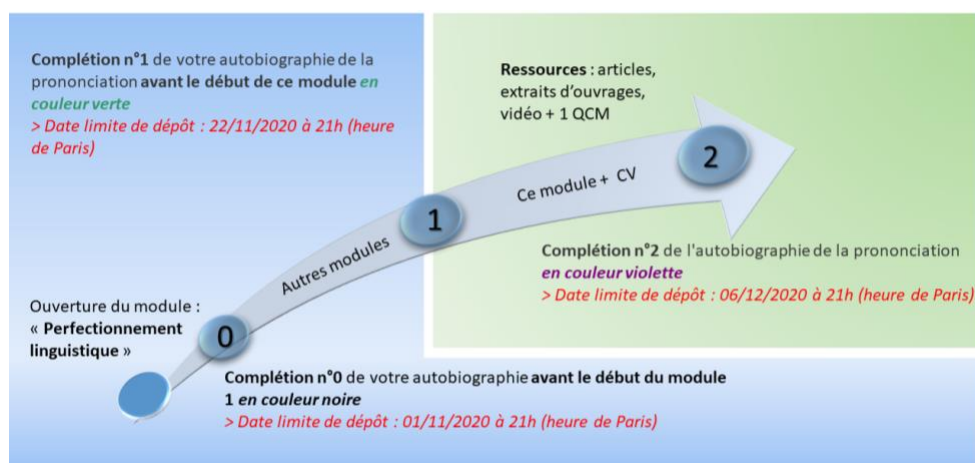 Complétion n°1 de votre autobiographie de la
prononciation avant le début de ce module en
couleur verte
> Date limite de dépôt : 22/11/2020 à 21h (heure
de Paris)
Ressources : articles,
extraits d'ouvrages,
vidéo + 1 QCM
2
Ce module + CV
1
Autres modules
Complétion n°2 de l'autobiographie de la prononciation
en couleur violette
> Date limite de dépôt : 06/12/2020 à 21h (heure de Paris)
Ouverture du module :
« Perfectionnement
linguistique »
0
Complétion n°0 de votre autobiographie avant le début du module
1 en couleur noire
> Date limite de dépôt : 01/11/2020 à 21h (heure de Paris)